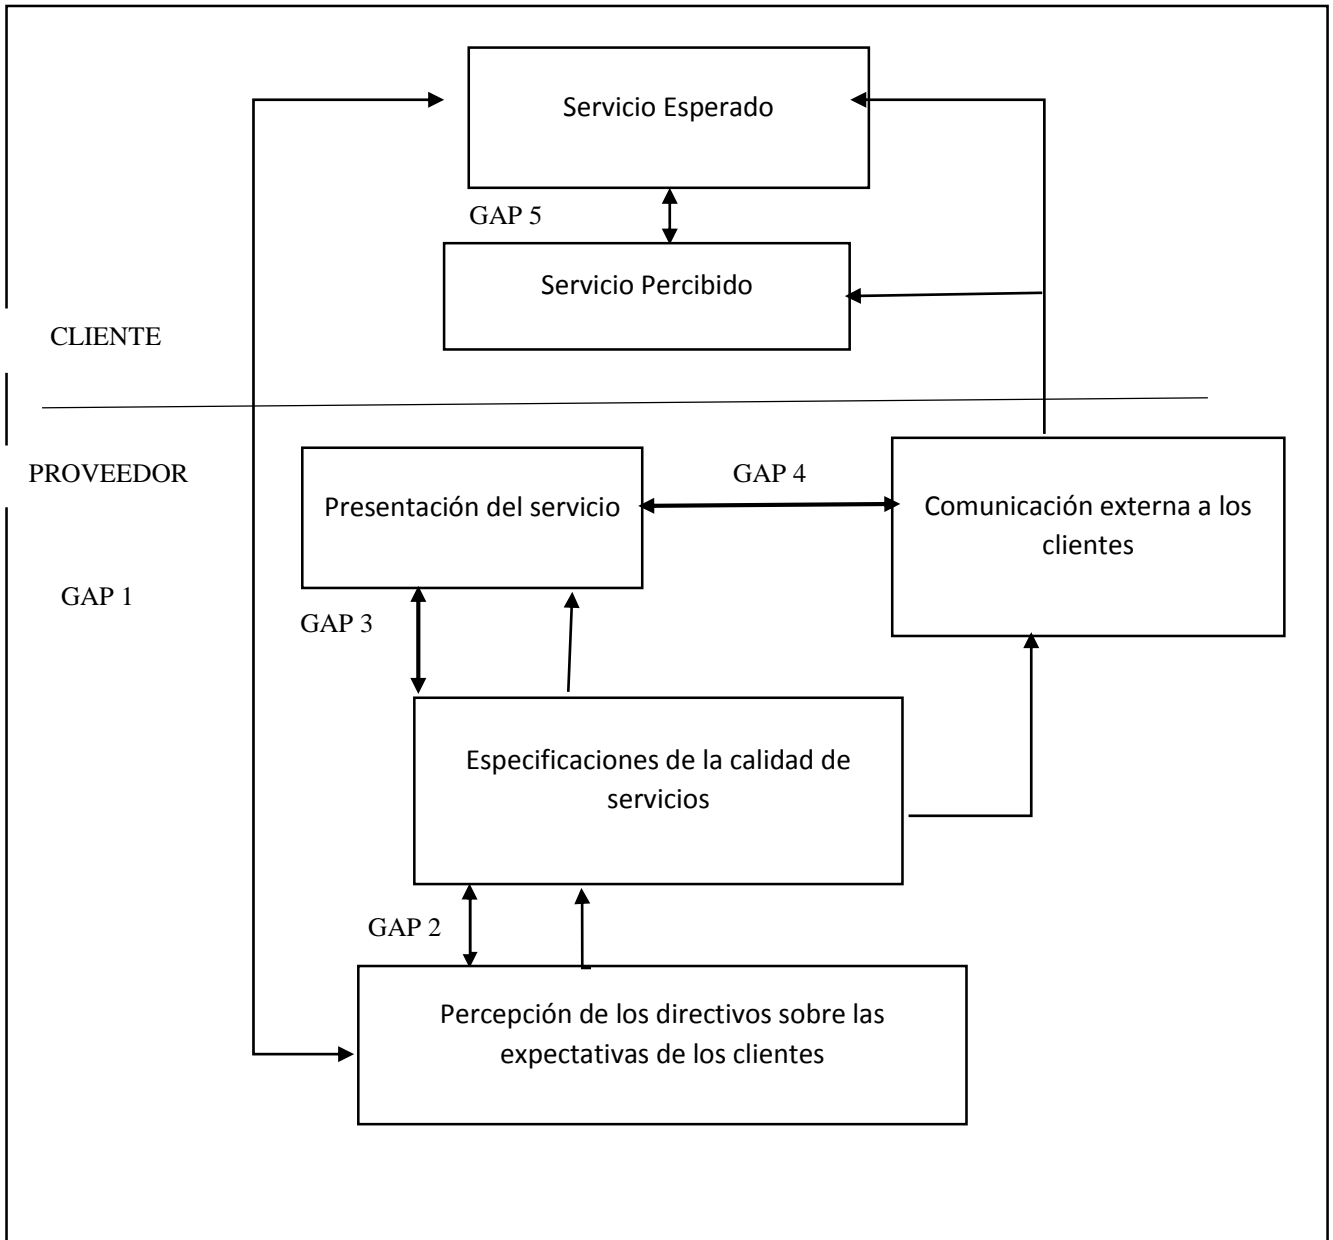 Servicio Esperado
GAP 5
Servicio Percibido
CLIENTE
PROVEEDOR
GAP 4
Presentación del servicio
Comunicación externa a los
clientes
GAP 1
GAP 3
Especificaciones de la calidad de
servicios
GAP 2
Percepción de los directivos sobre las
expectativas de los clientes